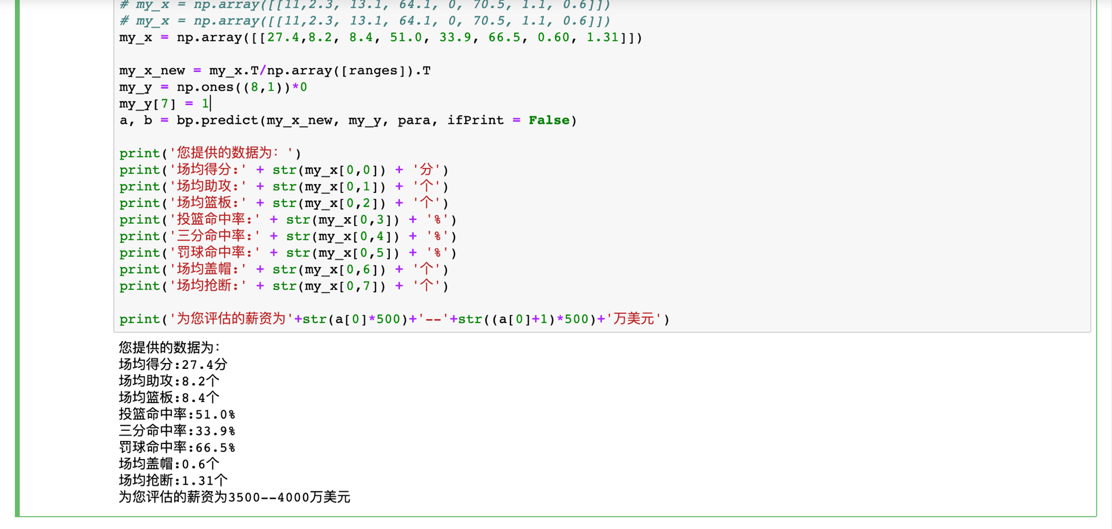 # my_x = np.array([[11,2.3, 13.1, 64.1, 0, 70.5, 1.1, 0.6]])
# my_x = np.array([[11,2.3, 13.1, 64.1, 0, 70.5, 1.1, 0.6]])
my_x = np.array([[27.4,8.2, 8.4, 51.0, 33.9, 66.5, 0.60, 1.31]])
my_x_new = my_x.T/np.array([ranges]).T
my_y = np.ones((8,1))*0
my_y[7] = 1
a, b = bp.predict(my_x_new, my_y, para, ifPrint = False)
print('您提供的数据为：')
print('场均得分:' + str(my_x[0,0]) + '分')
print('场均助攻:' + str(my_x[0,1]) + '个')
print('场均篮板:' + str(my_x[0,2]) + '个')
print('投篮命中率:' + str(my_x[0,3]) + '%')
print('三分命中率:' + str(my_x[0,4]) + '%')
print('罚球命中率:' + str(my_x[0,5]) + '%')
print('场均盖帽:' + str(my_x[0,6]) + '个')
print('场均抢断:' + str(my_x[0,7]) + '个')
print('为您评估的薪资为'+str(a[0]*500)+'--'+str((a[0]+1)*500)+'万美元')
您提供的数据为：
场均得分:27.4分
场均助攻:8.2个
场均篮板:8.4个
投篮命中率:51.0%
三分命中率:33.9%
罚球命中率:66.5%
场均盖帽:0.6个
场均抢断:1.31个
为您评估的薪资为3500--4000万美元